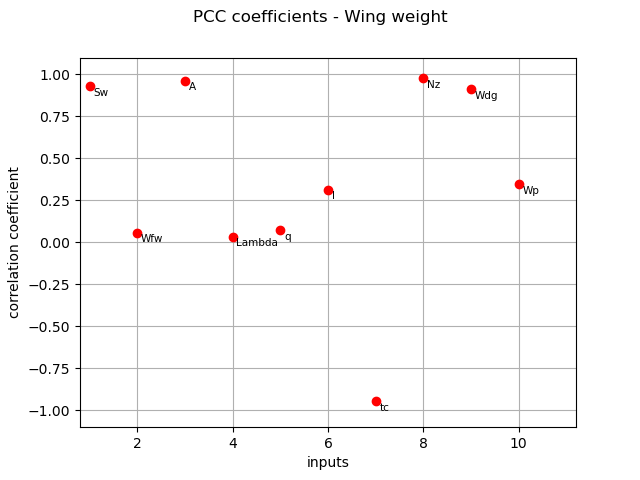 PCC coefficients - Wing weight
1.00
0.75
0.50
0.25
0.00
−0.25
−0.50
−0.75
−1.00
correlation coefficient
Sw
Wfw
A
Lambda
q
l
tc
Nz
Wdg
Wp
2 4 6 8 10
inputs